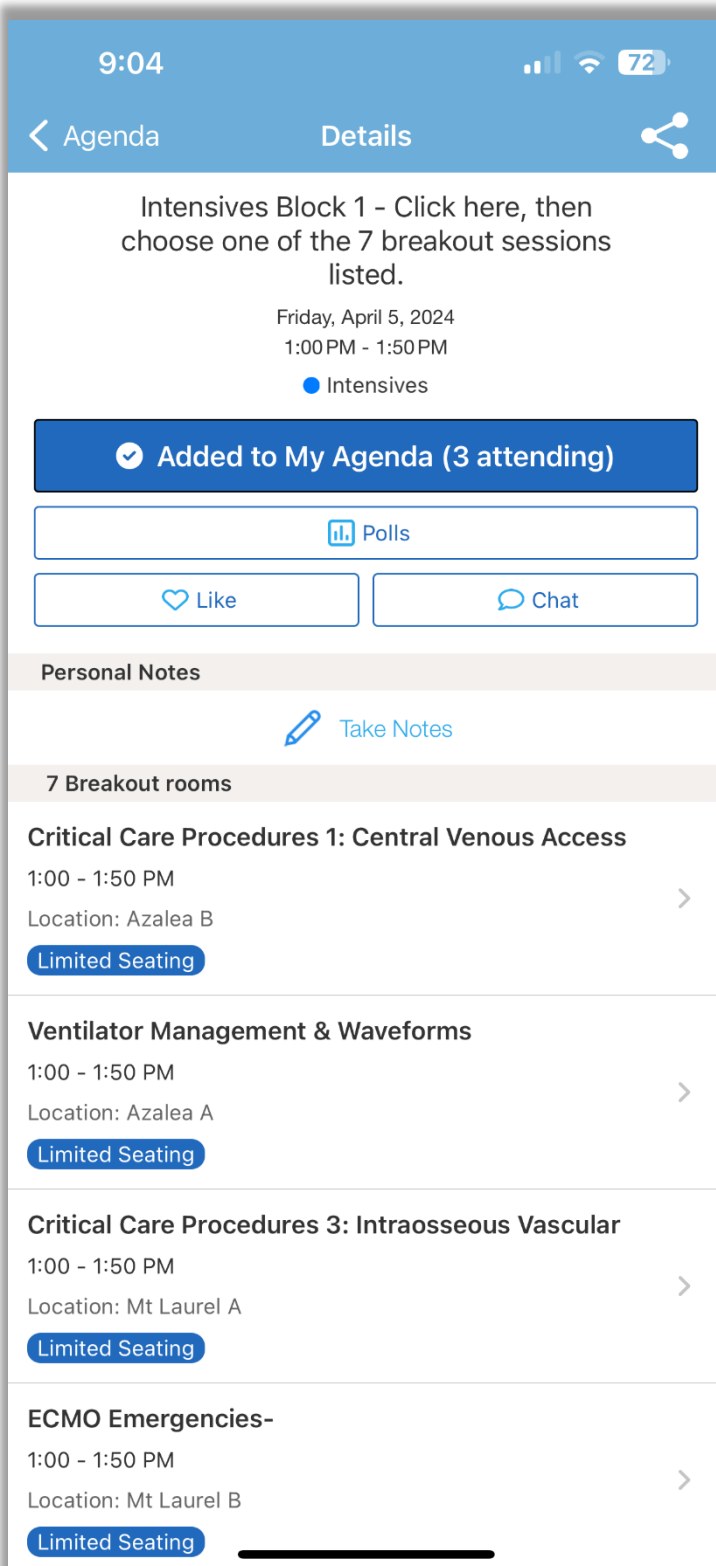 9:04
72
Agenda
Details
Intensives Block 1 - Click here, then
choose one of the 7 breakout sessions
listed.
Friday, April 5, 2024
1:00 PM - 1:50 PM
Intensives
Added to My Agenda (3 attending)
Polls
Like
Chat
Personal Notes
Take Notes
7 Breakout rooms
Critical Care Procedures 1: Central Venous Access
1:00 - 1:50 PM
Location: Azalea B
Limited Seating
Ventilator Management & Waveforms
1:00 - 1:50 PM
Location: Azalea A
Limited Seating
Critical Care Procedures 3: Intraosseous Vascular
1:00 - 1:50 PM
Location: Mt Laurel A
Limited Seating
ECMO Emergencies-
1:00 - 1:50 PM
Location: Mt Laurel B
Limited Seating